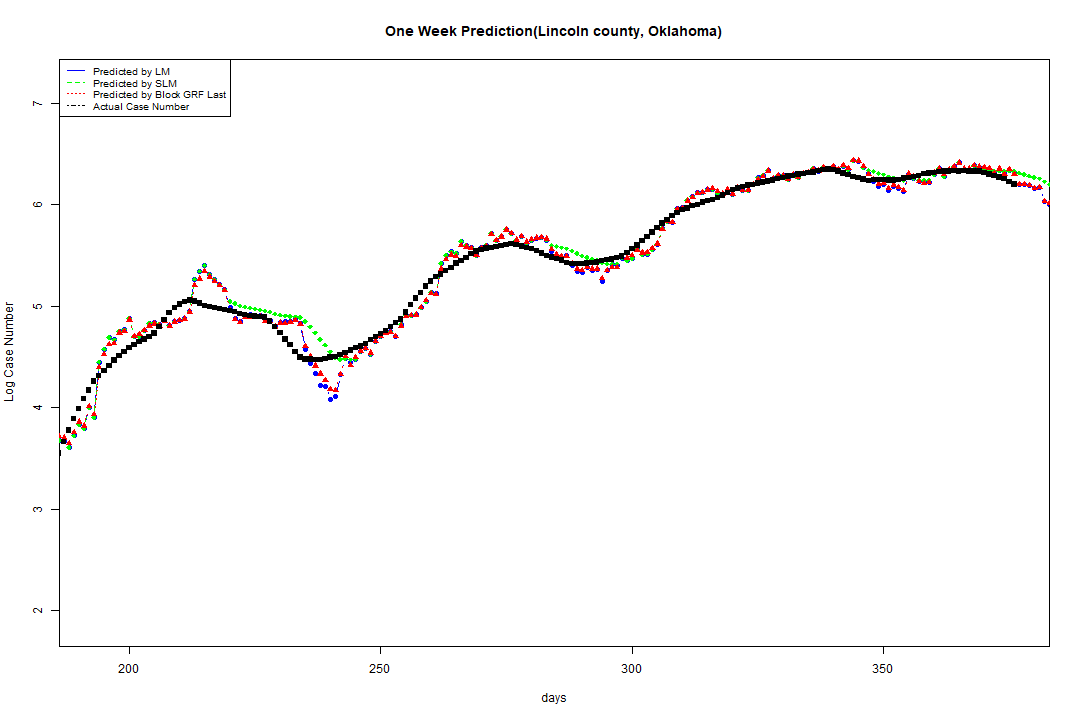 One Week Prediction(Lincoln county, Oklahoma)
Predicted by LM
Predicted by SLM
Predicted by Block GRF Last
Actual Case Number
7
6
5
4
3
2
Log Case Number
200 250 300 350
days